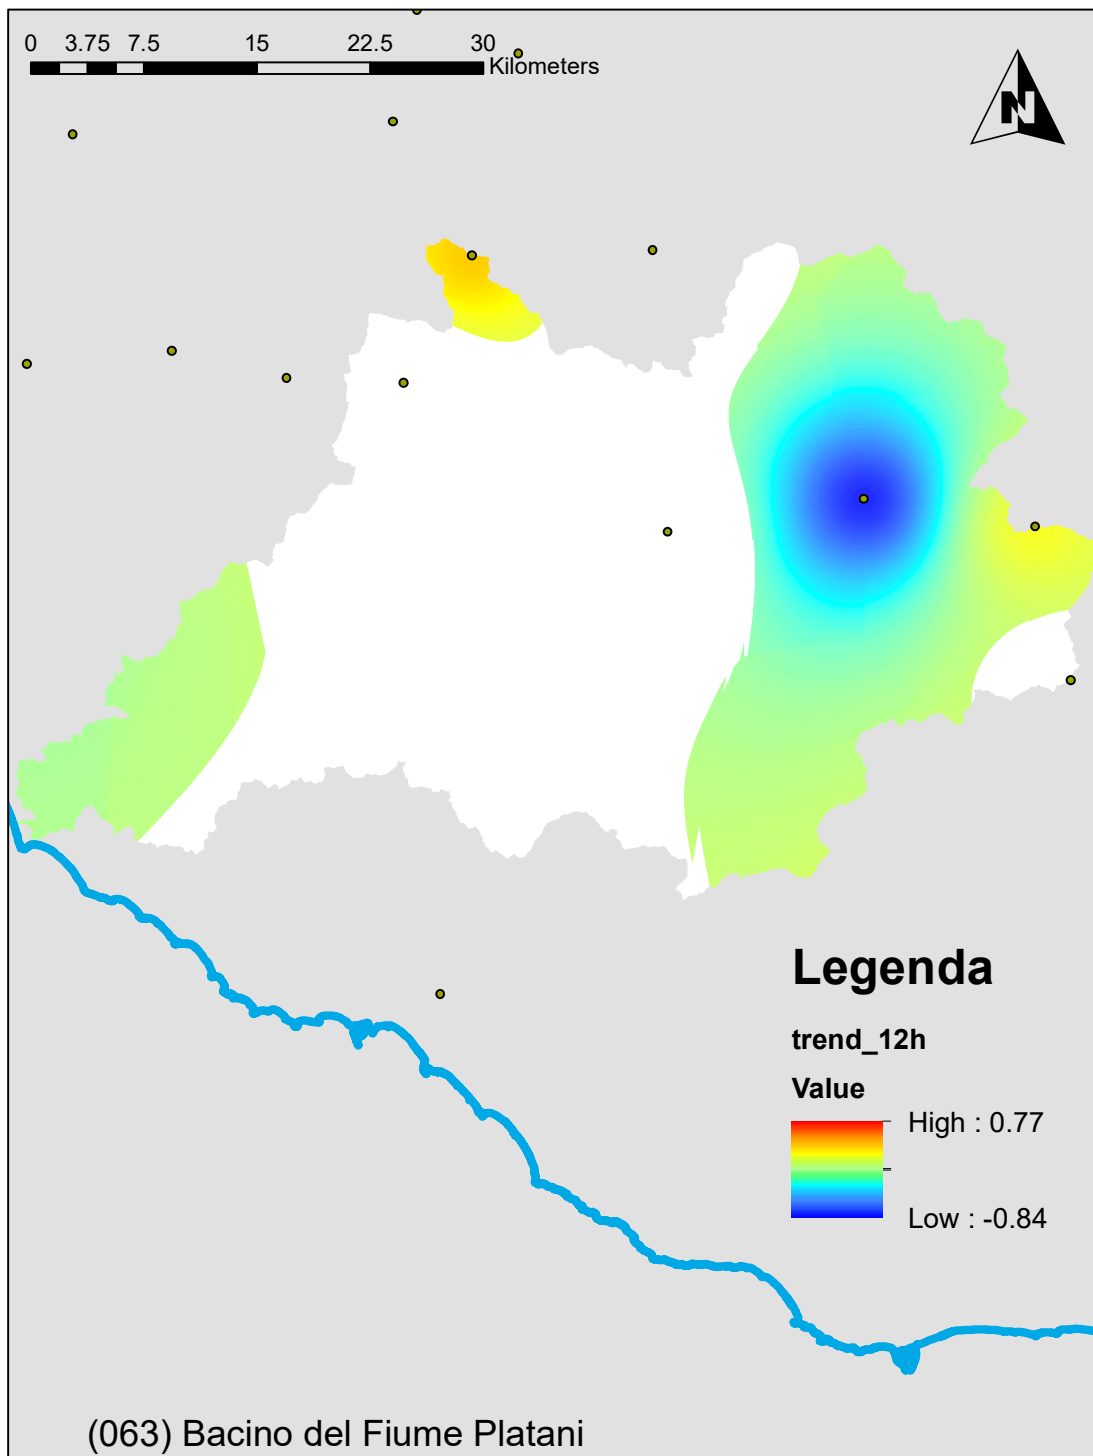 0 3.75 7.5 15 22.5 30
Kilometers
N
Legenda
trend_12h
Value
High : 0.77
Low : -0.84
(063) Bacino del Fiume Platani